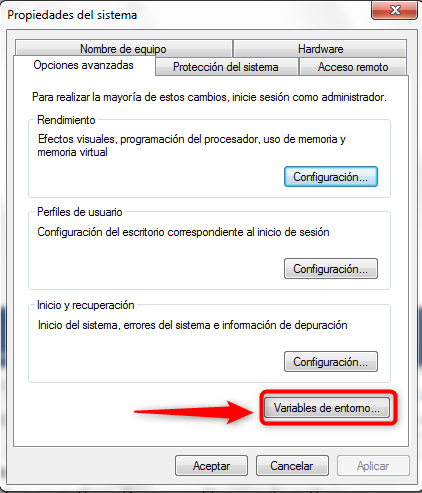 Propiedades del sistema
Nombre de equipo
Hardware
Opciones avanzadas
Protección del sistema
Acceso remoto
Para realizar la mayoría de estos cambios, inicie sesión como administrador.
Rendimiento
Efectos visuales, programación del procesador, uso de memoria y
memoria virtual
Configuración...
Perfiles de usuario
Configuración del escritorio correspondiente al inicio de sesión
Configuración...
Inicio y recuperación
Inicio del sistema, errores del sistema e información de depuración
Configuración...
Variables de entorno...
Aceptar
Cancelar
Aplicar